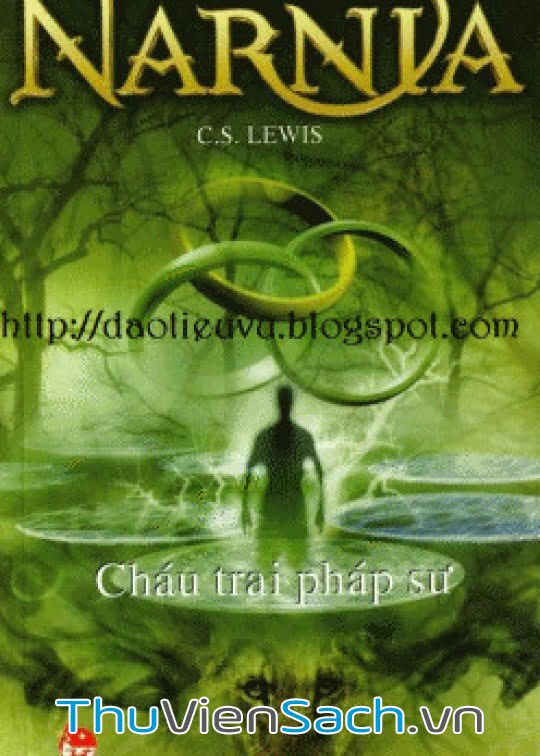 NARNIA
C.S. LEWIS
http://daotieuvu.blogspot.com
Cháu trai pháp sư
ThuVienSach.vn